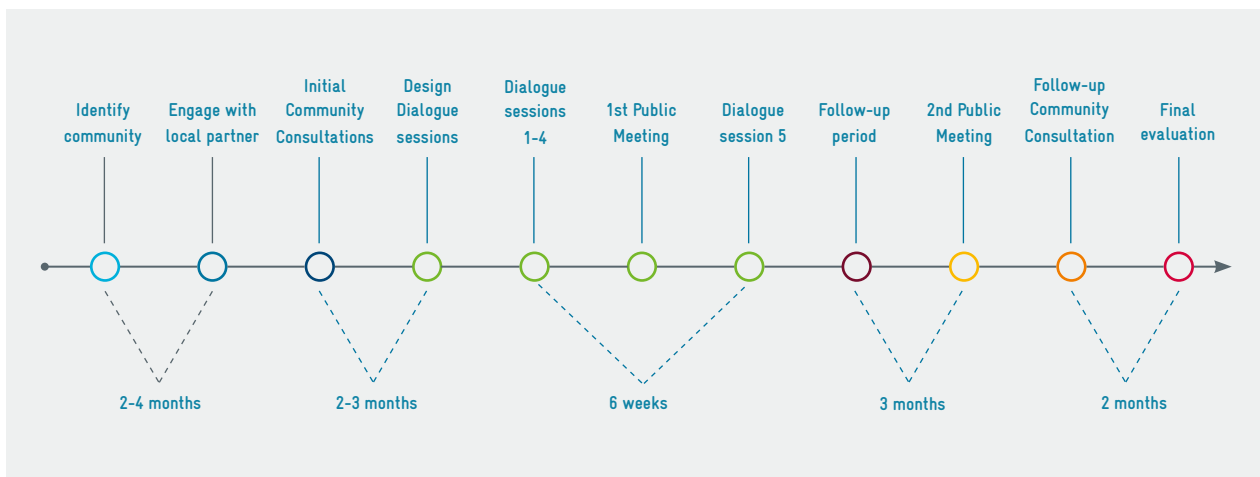 Identify
community
Engage with
local partner
Initial
Community
Consultations
Design
Dialogue
sessions
Dialogue
sessions
1-4
1st Public
Meeting
Dialogue
session 5
Follow-up
period
2nd Public
Meeting
Follow-up
Community
Consultation
Final
evaluation
2-4 months
2-3 months
6 weeks
3 months
2 months